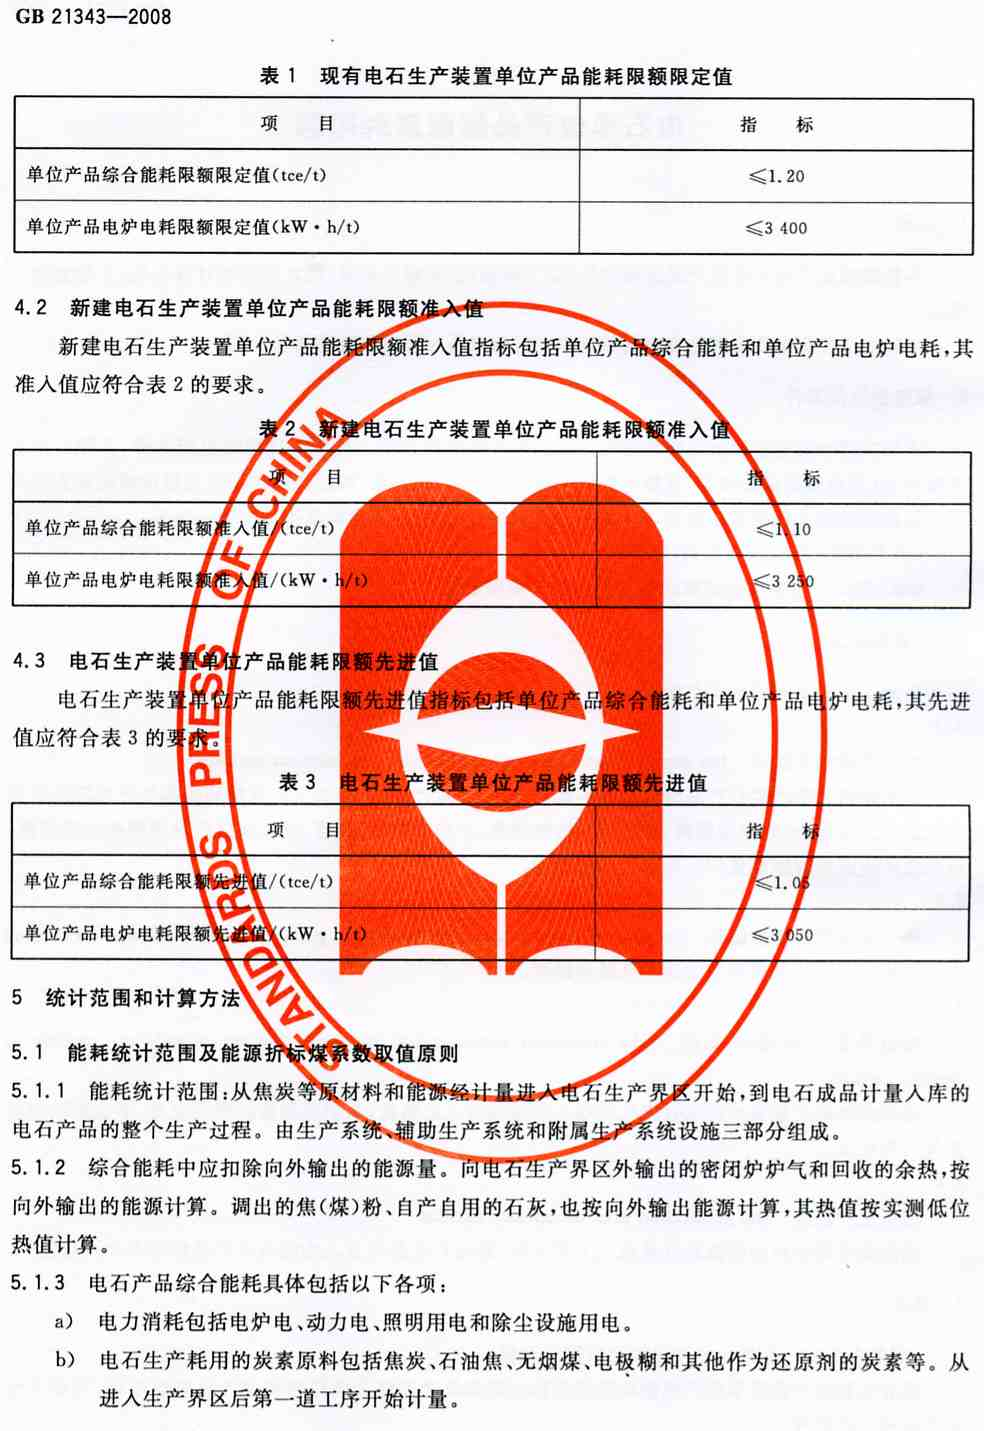 GB 21343—2008
表 1 现有电石生产装置单位产品能耗限额限定值
项 目 指 标
单位产品综合能耗限额限定值(tce/t) ≤1.20
单位产品电炉电耗限额限定值(kW·h/t) ≤3 400
4.2 新建电石生产装置单位产品能耗限额准入值
新建电石生产装置单位产品能耗限额准入值指标包括单位产品综合能耗和单位产品电炉电耗,其
准入值应符合表 2 的要求。
表 2 新建电石生产装置单位产品能耗限额准入值
项 目 指 标
单位产品综合能耗限额准入值/(tce/t) ≤1.10
单位产品电炉电耗限额准入值/(kW·h/t) ≤3 250
4.3 电石生产装置单位产品能耗限额先进值
电石生产装置单位产品能耗限额先进值指标包括单位产品综合能耗和单位产品电炉电耗,其先进
值应符合表 3 的要求。
表 3 电石生产装置单位产品能耗限额先进值
项 目 指 标
单位产品综合能耗限额先进值/(tce/t) ≤1.05
单位产品电炉电耗限额先进值/(kW·h/t) ≤3 050
5 统计范围和计算方法
5.1 能耗统计范围及能源折标煤系数取值原则
5.1.1 能耗统计范围:从焦炭等原材料和能源经计量进入电石生产界区开始,到电石成品计量入库的
电石产品的整个生产过程。由生产系统、辅助生产系统和附属生产系统设施三部分组成。
5.1.2 综合能耗中应扣除向外输出的能源量。向电石生产界区外输出的密闭炉炉气和回收的余热,按
向外输出的能源计算。调出的焦(煤)粉、自产自用的石灰,也按向外输出能源计算,其热值按实测低位
热值计算。
5.1.3 电石产品综合能耗具体包括以下各项:
a) 电力消耗包括电炉电、动力电、照明用电和除尘设施用电。
b) 电石生产耗用的炭素原料包括焦炭、石油焦、无烟煤、电极糊和其他作为还原剂的炭素等。从
进入生产界区后第一道工序开始计量。
STANDARDS PRESS OF CHINA